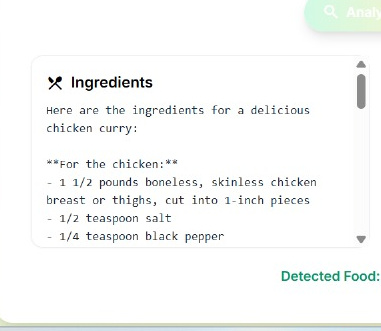 Analy
Ingredients
Here are the ingredients for a delicious
chicken curry:
**For the chicken:**
- 1 1/2 pounds boneless, skinless chicken
breast or thighs, cut into 1-inch pieces
- 1/2 teaspoon salt
- 1/4 teaspoon black pepper
Detected Food: